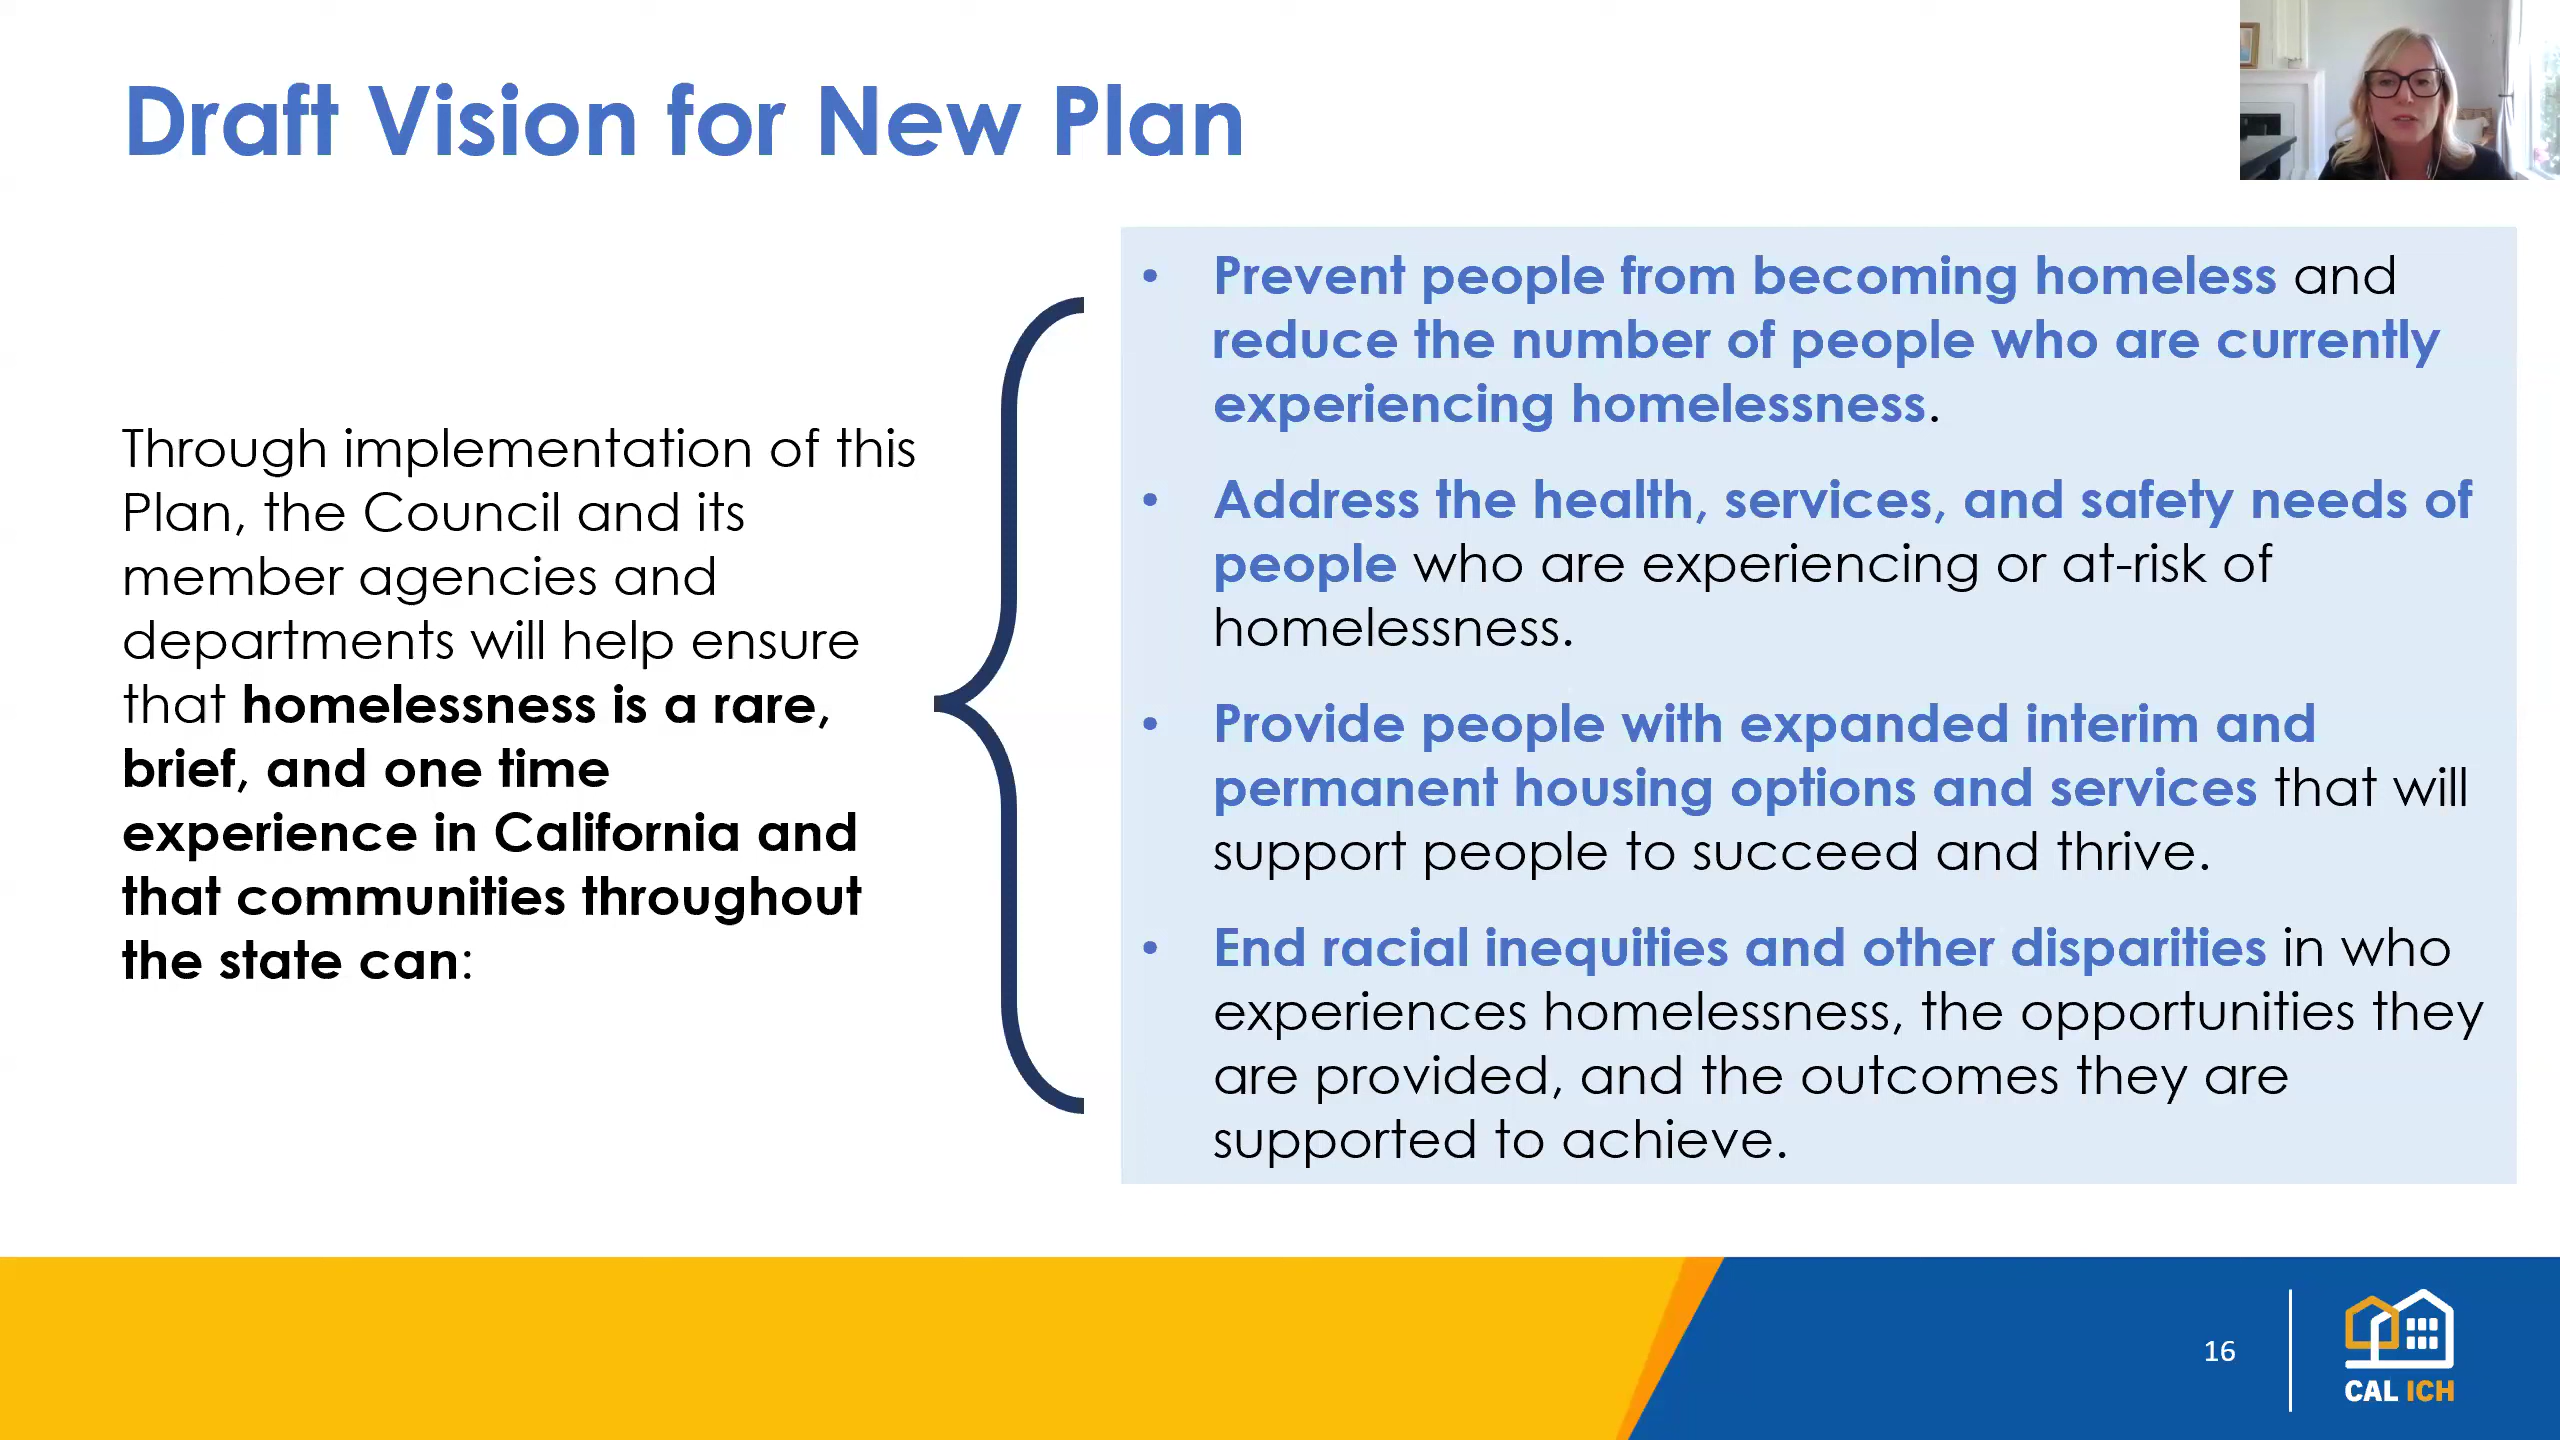 Draft Vision for New Plan
Through implementation of this
Plan, the Council and its
member agencies and
departments will help ensure
that homelessness is a rare,
brief, and one time
experience in California and
that communities throughout
the state can:
• Prevent people from becoming homeless and
reduce the number of people who are currently
experiencing homelessness.
• Address the health, services, and safety needs of
people who are experiencing or at-risk of
homelessness.
• Provide people with expanded interim and
permanent housing options and services that will
support people to succeed and thrive.
• End racial inequities and other disparities in who
experiences homelessness, the opportunities they
are provided, and the outcomes they are
supported to achieve.
16
CAL ICH